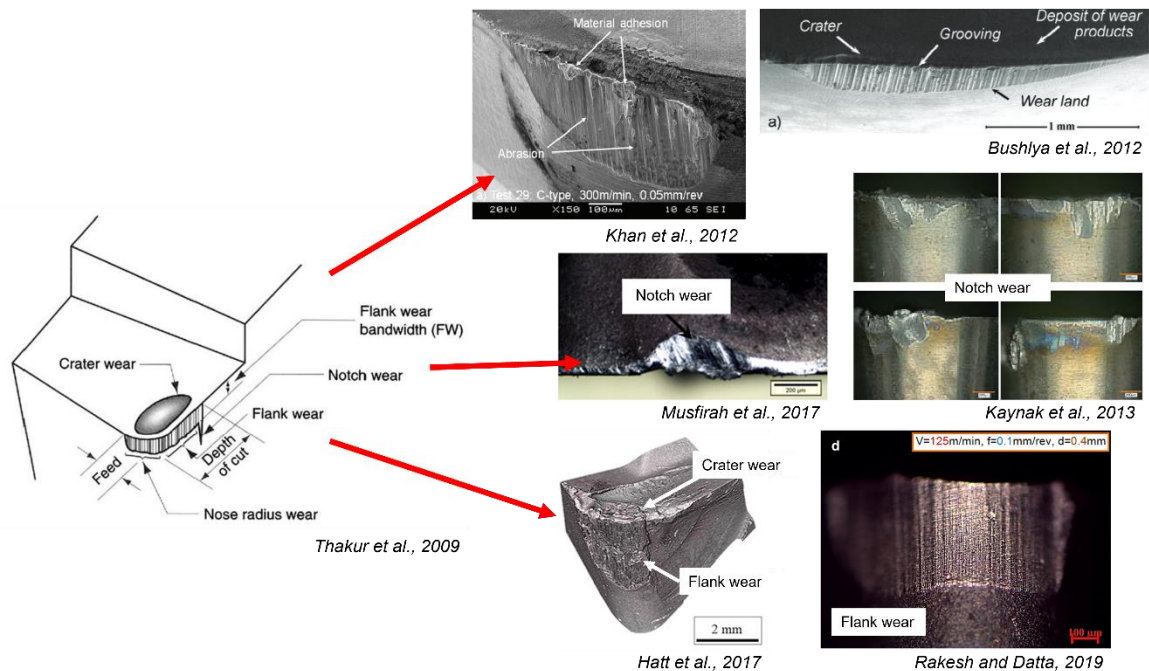 Material adhesion
Abrasion
a) Test 29: C-type, 300m/min, 0.05mm/rev
20kV X150 100μm 10 65 SEI
Khan et al., 2012
Crater
Grooving
Deposit of wear
products
Wear land
a)
1 mm
Bushlya et al., 2012
Crater wear
Flank wear
bandwidth (FW)
Notch wear
Flank wear
Feed
Depth
of cut
Nose radius wear
Thakur et al., 2009
Notch wear
200 μm
Musfirah et al., 2017
Notch wear
Kaynak et al., 2013
Crater wear
Flank wear
2 mm
Hatt et al., 2017
d
V=125m/min, f=0.1mm/rev, d=0.4mm
Flank wear
100 μm
Rakesh and Datta, 2019